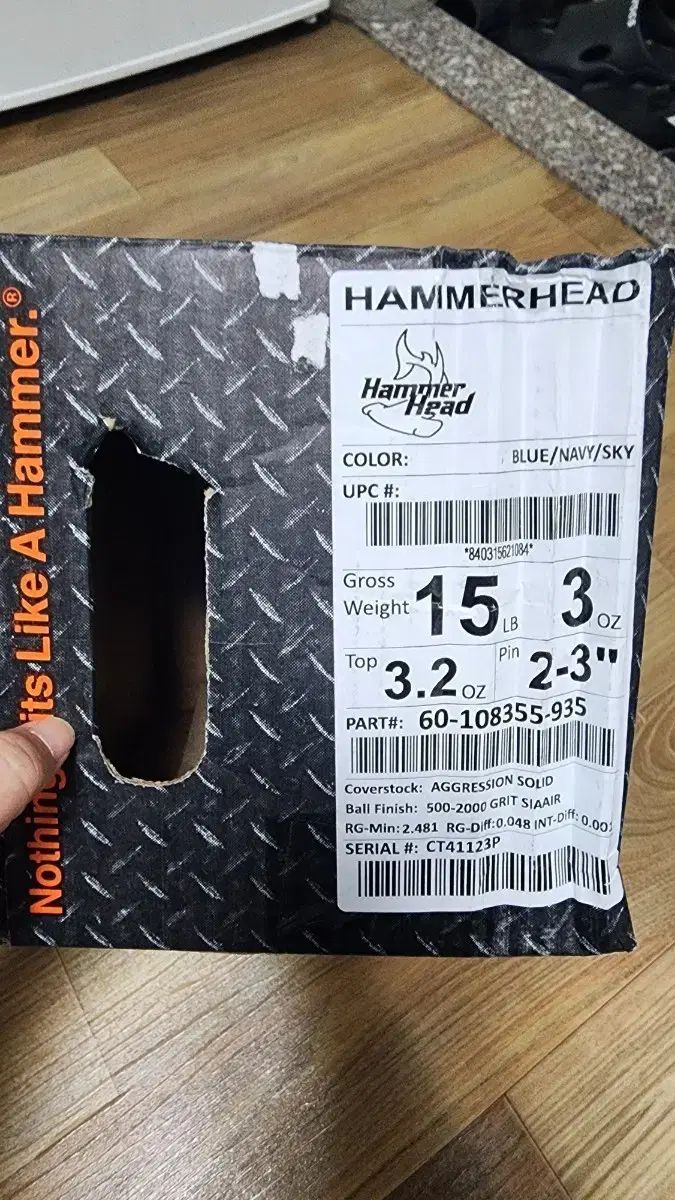 Nothing its Like A Hammer.®
HAMMERHEAD
Hammer
Head
COLOR: BLUE/NAVY/SKY
UPC #:
*840315621084*
Gross Weight 15 LB 3 OZ
Top 3.2 OZ Pin 2-3"
PART#: 60-108355-935
Coverstock: AGGRESSION SOLID
Ball Finish: 500-2000 GRIT SIAAIR
RG-Min: 2.481 RG-Diff: 0.048 INT-Diff: 0.00
SERIAL #: CT41123P